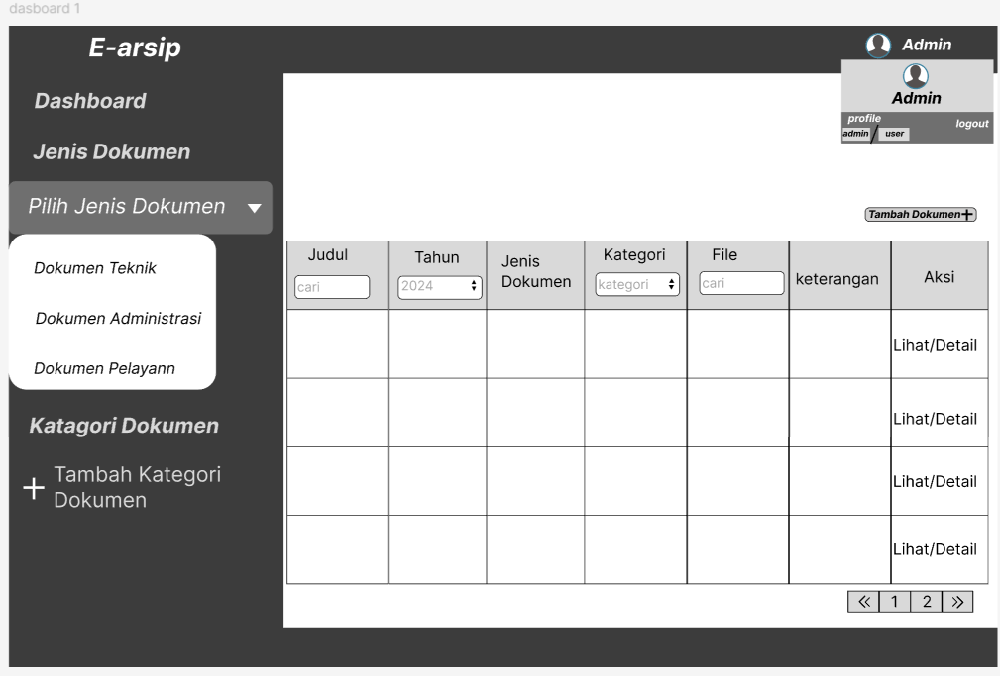 dasboard 1
E-arsip
Admin
Admin
profile
logout
admin / user
Dashboard
Jenis Dokumen
Pilih Jenis Dokumen
Dokumen Teknik
Dokumen Administrasi
Dokumen Pelayann
Katagori Dokumen
+ Tambah Kategori
Dokumen
Tambah Dokumen+
Judul
Tahun
Jenis
Dokumen
Kategori
File
keterangan
Aksi
cari
2024
kategori
cari
Lihat/Detail
Lihat/Detail
Lihat/Detail
Lihat/Detail
« 1 2 »